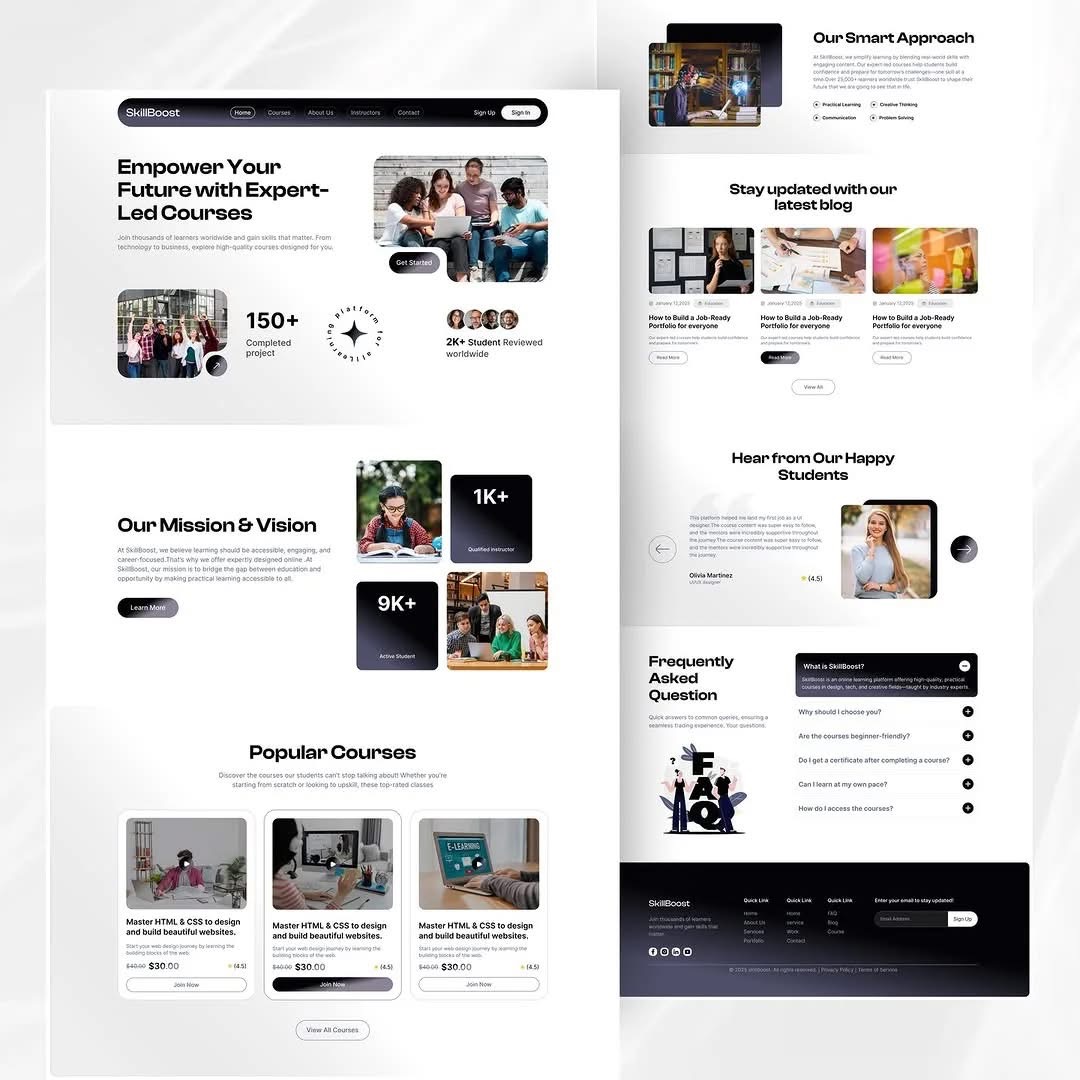 SkillBoost
Home
Courses
About Us
Instructors
Contact
Sign Up
Sign In
Empower Your
Future with Expert-
Led Courses
Join thousands of learners worldwide and gain skills that matter. From
technology to business, explore high-quality courses designed for you.
Get Started
150+
Completed
project
Learning platform for all
2K+ Student Reviewed
worldwide
Our Mission & Vision
At SkillBoost, we believe learning should be accessible, engaging, and
career-focused.That's why we offer expertly designed online .At
SkillBoost, our mission is to bridge the gap between education and
opportunity by making practical learning accessible to all.
Learn More
1K+
Qualified instructor
9K+
Active Student
Popular Courses
Discover the courses our students can't stop talking about! Whether you're
starting from scratch or looking to upskill, these top-rated classes
Master HTML & CSS to design
and build beautiful websites.
Start your web design journey by learning the
building blocks of the web.
$40.00 $30.00
(4.5)
Join Now
Master HTML & CSS to design
and build beautiful websites.
Start your web design journey by learning the
building blocks of the web.
$40.00 $30.00
(4.5)
Join Now
E-LEARNING
Master HTML & CSS to design
and build beautiful websites.
Start your web design journey by learning the
building blocks of the web.
$40.00 $30.00
(4.5)
Join Now
View All Courses
Our Smart Approach
At SkillBoost, we simplify learning by blending real-world skills with
engaging content. Our expert-led courses help students build
confidence and prepare for tomorrow's challenges—one skill at a
time.Over 25,000+ learners worldwide trust SkillBoost to shape their
future that we are going to see that in life.
Practical Learning
Creative Thinking
Communication
Problem Solving
Stay updated with our
latest blog
January 12,2025
Education
How to Build a Job-Ready
Portfolio for everyone
Our expert-led courses help students build confidence
and prepare for tomorrow.
Read More
January 12,2025
Education
How to Build a Job-Ready
Portfolio for everyone
Our expert-led courses help students build confidence
and prepare for tomorrow.
Read More
January 12,2025
Education
How to Build a Job-Ready
Portfolio for everyone
Our expert-led courses help students build confidence
and prepare for tomorrow.
Read More
View All
Hear from Our Happy
Students
This platform helped me land my first job as a UI
designer.The course content was super easy to follow,
and the mentors were incredibly supportive throughout
the journey.The course content was super easy to follow,
and the mentors were incredibly supportive throughout
the journey.
Olivia Martinez
UI/UX designer
(4.5)
Frequently
Asked
Question
Quick answers to common queries, ensuring a
seamless trading experience. Your questions.
?
F
A
Q
What is SkillBoost?
SkillBoost is an online learning platform offering high-quality, practical
courses in design, tech, and creative fields—taught by industry experts.
Why should I choose you?
Are the courses beginner-friendly?
Do I get a certificate after completing a course?
Can I learn at my own pace?
How do I access the courses?
SkillBoost
Join thousands of learners
worldwide and gain skills that
matter.
Quick Link
Home
About Us
Services
Portfolio
Quick Link
Home
service
Work
Contact
Quick Link
FAQ
Blog
Course
Enter your email to stay updated!
Email Address
Sign Up
© 2025 skillboost. All rights reserved. | Privacy Policy | Terms of Service